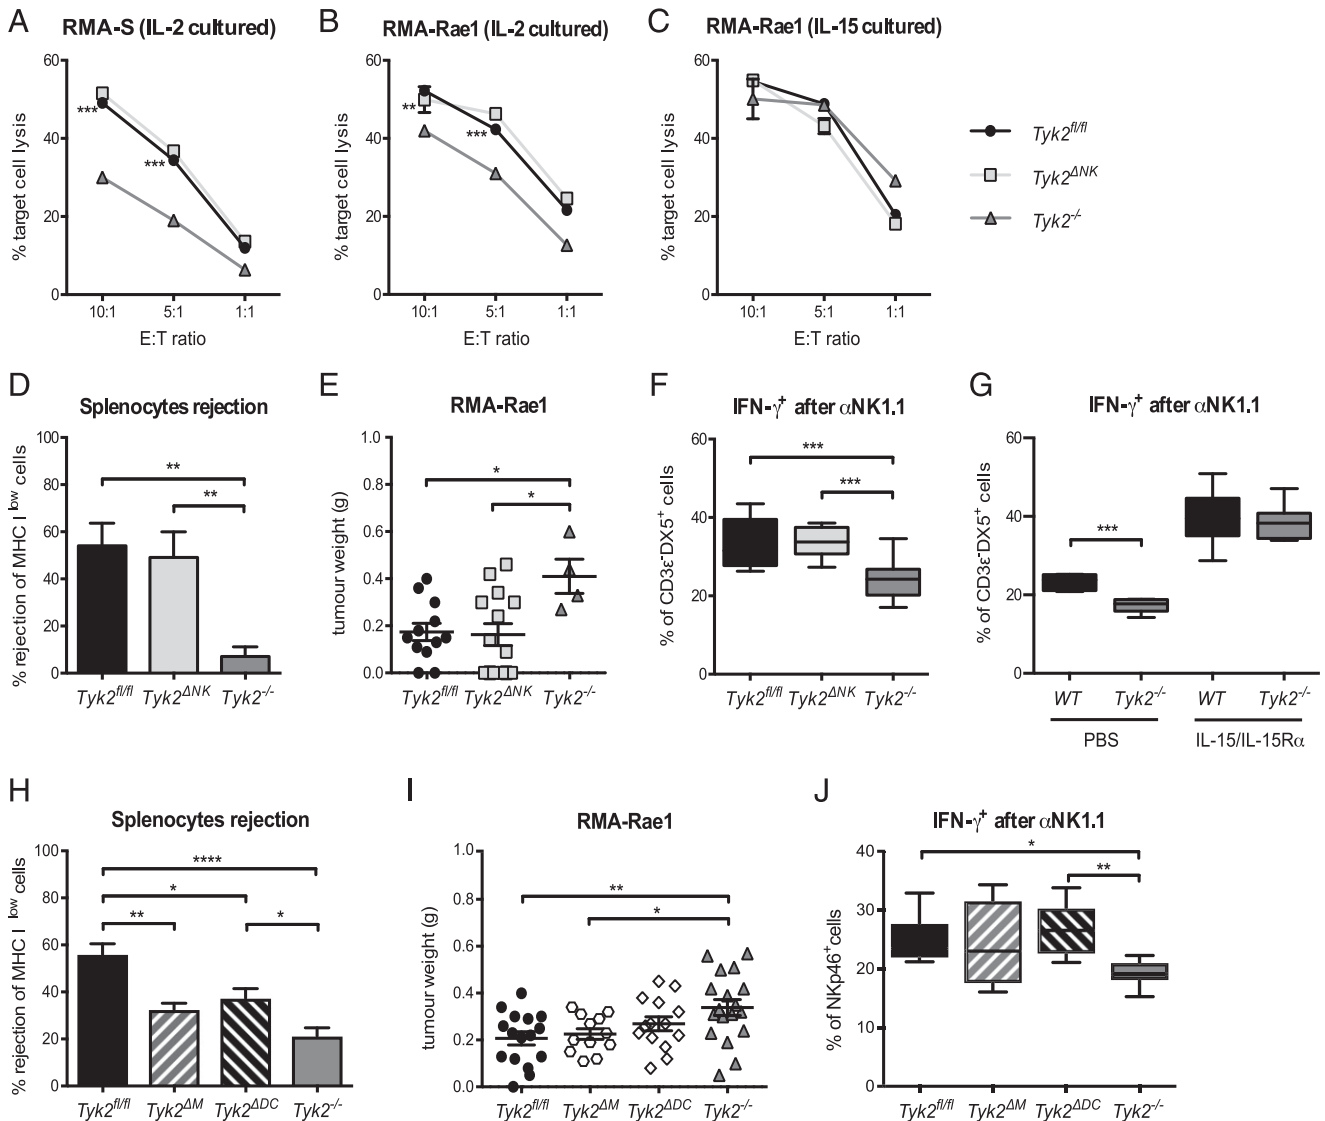 A
RMA-S (IL-2 cultured)
% target cell lysis
60
40
20
0
***
***
10:1 5:1 1:1
E:T ratio
B
RMA-Rae1 (IL-2 cultured)
% target cell lysis
60
40
20
0
**
***
10:1 5:1 1:1
E:T ratio
C
RMA-Rae1 (IL-15 cultured)
% target cell lysis
60
40
20
0
10:1 5:1 1:1
E:T ratio
Tyk2fl/fl
Tyk2ΔNK
Tyk2-/-
D
Splenocytes rejection
% rejection of MHC I low cells
100
80
60
40
20
0
**
**
Tyk2fl/fl Tyk2ΔNK Tyk2-/-
E
RMA-Rae1
tumour weight (g)
1.0
0.8
0.6
0.4
0.2
0.0
*
*
Tyk2fl/fl Tyk2ΔNK Tyk2-/-
F
IFN-γ+ after αNK1.1
% of CD3ε-DX5+ cells
60
40
20
0
***
***
Tyk2fl/fl Tyk2ΔNK Tyk2-/-
G
IFN-γ+ after αNK1.1
% of CD3ε-DX5+ cells
60
40
20
0
***
WT Tyk2-/- WT Tyk2-/-
PBS IL-15/IL-15Rα
H
Splenocytes rejection
% rejection of MHC I low cells
100
80
60
40
20
0
****
*
**
*
Tyk2fl/fl Tyk2ΔM Tyk2ΔDC Tyk2-/-
I
RMA-Rae1
tumour weight (g)
1.0
0.8
0.6
0.4
0.2
0.0
**
*
Tyk2fl/fl Tyk2ΔM Tyk2ΔDC Tyk2-/-
J
IFN-γ+ after αNK1.1
% of NKp46+cells
40
30
20
10
0
*
**
Tyk2fl/fl Tyk2ΔM Tyk2ΔDC Tyk2-/-